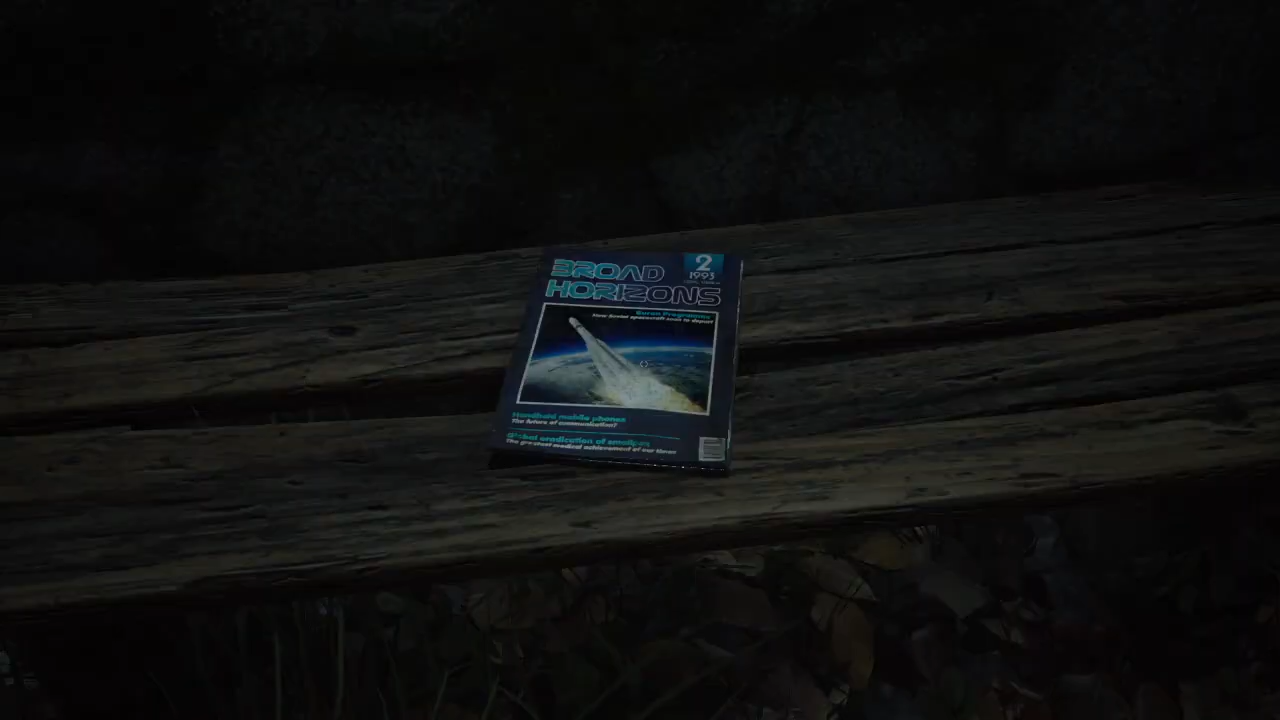 BROAD
HORIZONS
2
1993
Buran Programme
New Soviet spacecraft soon to depart
Handheld mobile phones
The future of communication?
Global eradication of smallpox
The greatest medical achievement of our times